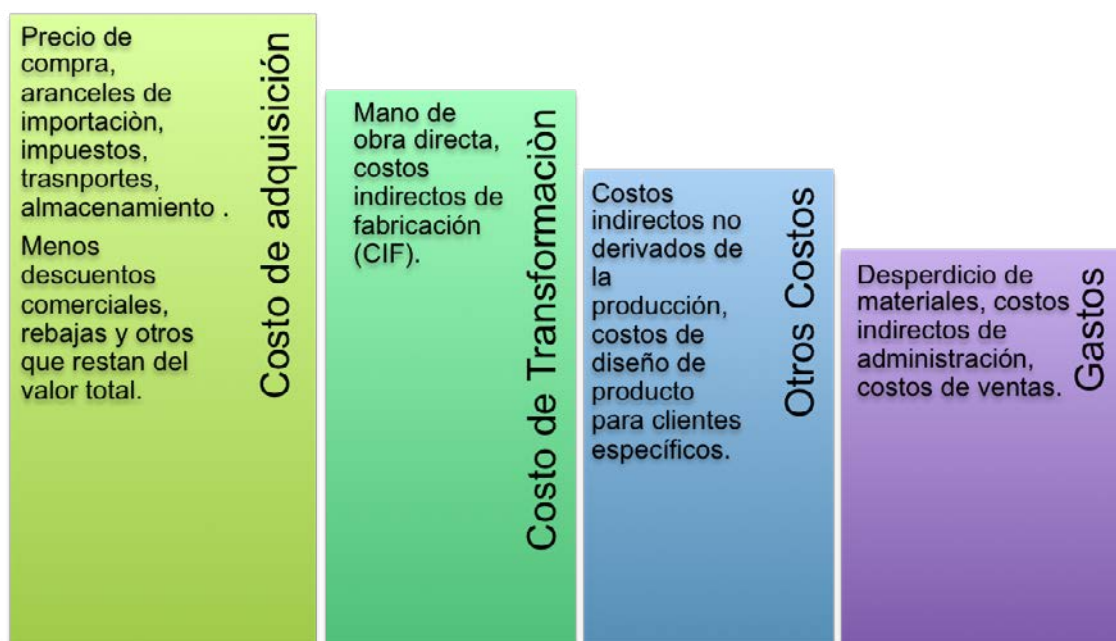 Precio de
compra,
aranceles de
importaciòn,
impuestos,
trasnportes,
almacenamiento .
Menos
descuentos
comerciales,
rebajas y otros
que restan del
valor total.
Costo de adquisición
Mano de
obra directa,
costos
indirectos de
fabricación
(CIF).
Costo de Transformaciòn
Costos
indirectos no
derivados de
la
producción,
costos de
diseño de
producto
para clientes
específicos.
Otros Costos
Desperdicio de
materiales, costos
indirectos de
administración,
costos de ventas.
Gastos